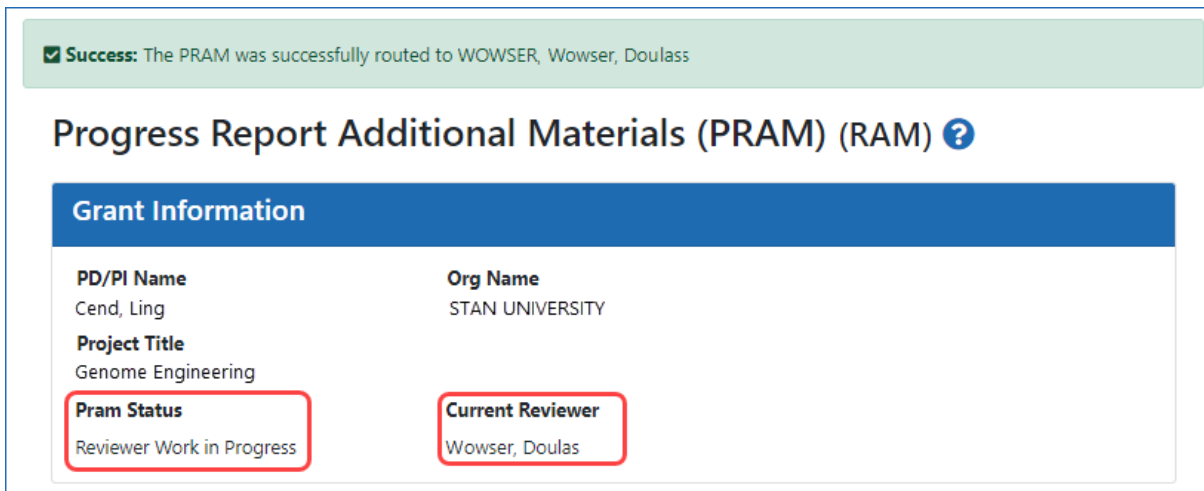 Success: The PRAM was successfully routed to WOWSER, Wowser, Doulass
Progress Report Additional Materials (PRAM) (RAM) ?
Grant Information
PD/PI Name Org Name
Cend, Ling STAN UNIVERSITY
Project Title
Genome Engineering
Pram Status Current Reviewer
Reviewer Work in Progress Wowser, Doulas